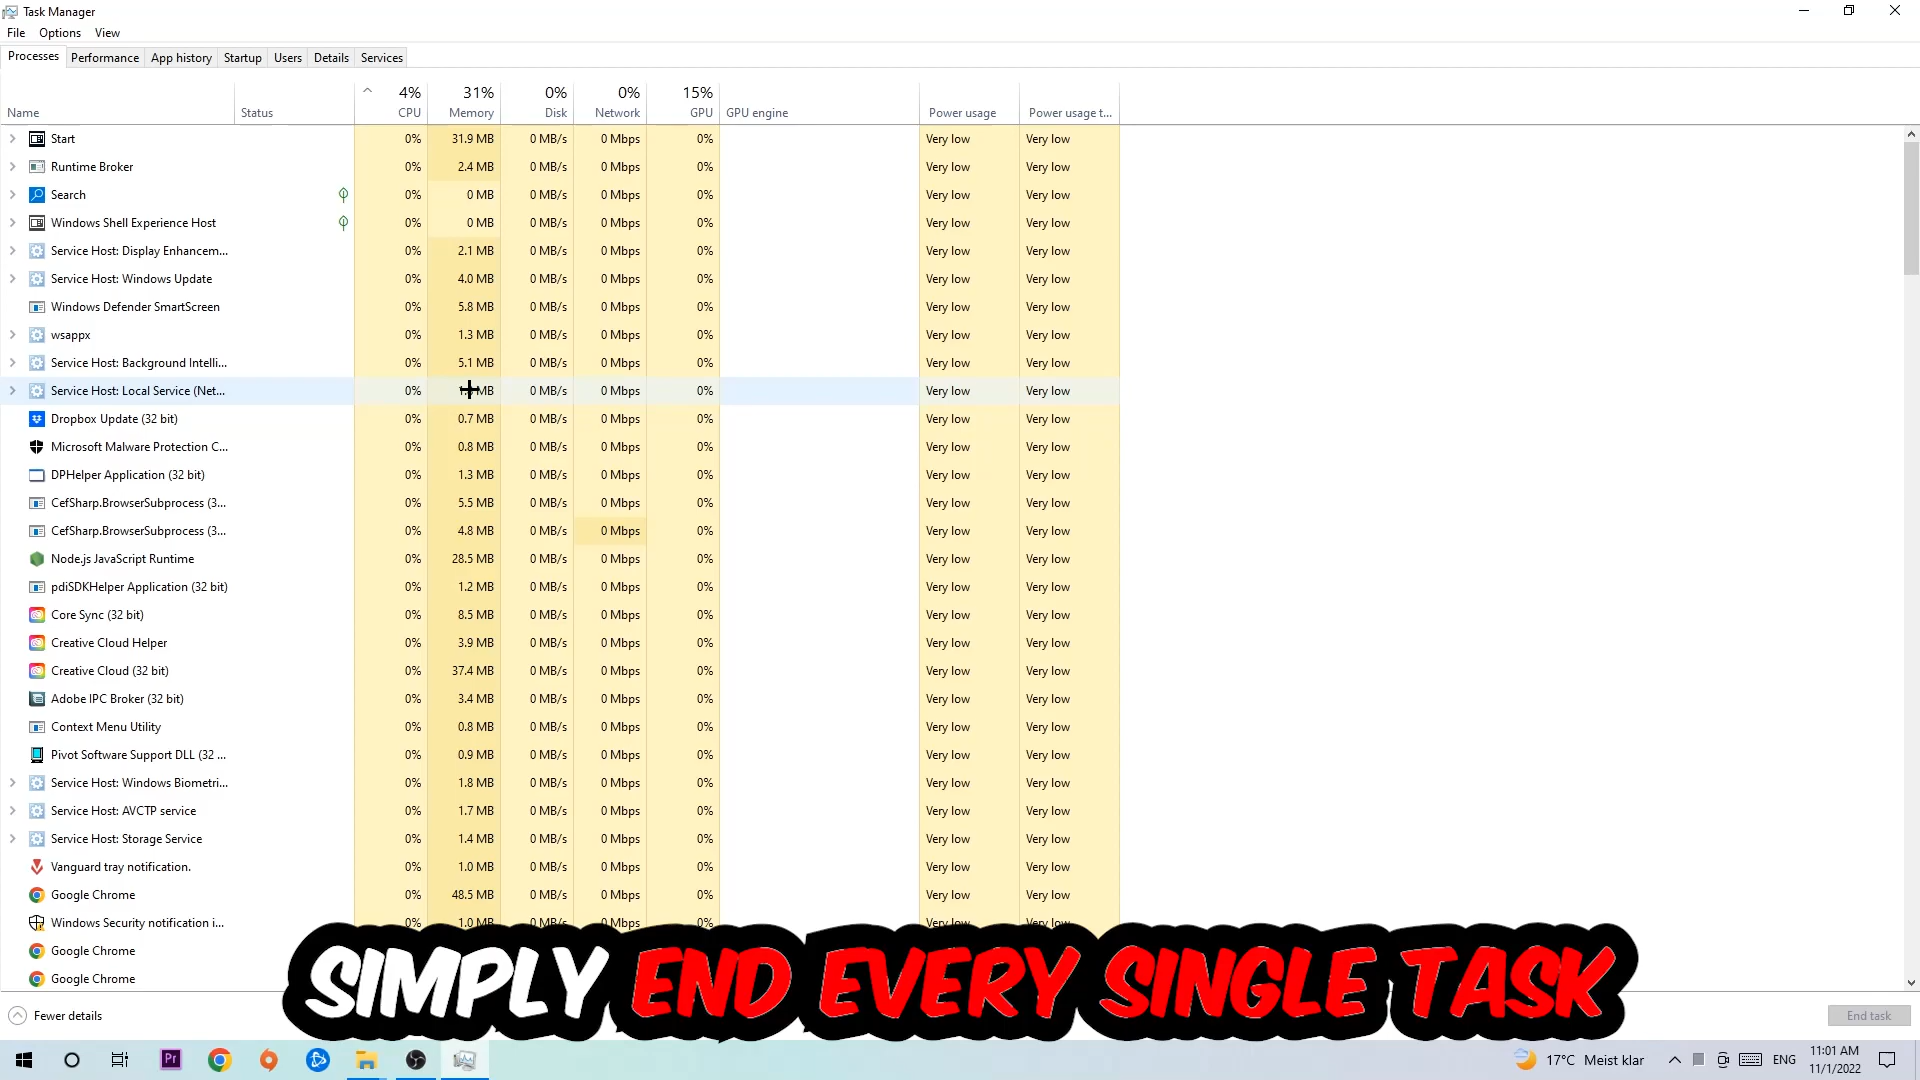 Task Manager
File Options View
Processes Performance App history Startup Users Details Services
4% 31% 0% 0% 15%
Name Status CPU Memory Disk Network GPU GPU engine Power usage Power usage t...
Start 0% 31.9 MB 0 MB/s 0 Mbps 0% Very low Very low
Runtime Broker 0% 2.4 MB 0 MB/s 0 Mbps 0% Very low Very low
Search 0% 0 MB 0 MB/s 0 Mbps 0% Very low Very low
Windows Shell Experience Host 0% 0 MB 0 MB/s 0 Mbps 0% Very low Very low
Service Host: Display Enhancem... 0% 2.1 MB 0 MB/s 0 Mbps 0% Very low Very low
Service Host: Windows Update 0% 4.0 MB 0 MB/s 0 Mbps 0% Very low Very low
Windows Defender SmartScreen 0% 5.8 MB 0 MB/s 0 Mbps 0% Very low Very low
wsappx 0% 1.3 MB 0 MB/s 0 Mbps 0% Very low Very low
Service Host: Background Intelli... 0% 5.1 MB 0 MB/s 0 Mbps 0% Very low Very low
Service Host: Local Service (Net... 0% MB 0 MB/s 0 Mbps 0% Very low Very low
Dropbox Update (32 bit) 0% 0.7 MB 0 MB/s 0 Mbps 0% Very low Very low
Microsoft Malware Protection C... 0% 0.8 MB 0 MB/s 0 Mbps 0% Very low Very low
DPHelper Application (32 bit) 0% 1.3 MB 0 MB/s 0 Mbps 0% Very low Very low
CefSharp.BrowserSubprocess (3... 0% 5.5 MB 0 MB/s 0 Mbps 0% Very low Very low
CefSharp.BrowserSubprocess (3... 0% 4.8 MB 0 MB/s 0 Mbps 0% Very low Very low
Node.js JavaScript Runtime 0% 28.5 MB 0 MB/s 0 Mbps 0% Very low Very low
pdiSDKHelper Application (32 bit) 0% 1.2 MB 0 MB/s 0 Mbps 0% Very low Very low
Core Sync (32 bit) 0% 8.5 MB 0 MB/s 0 Mbps 0% Very low Very low
Creative Cloud Helper 0% 3.9 MB 0 MB/s 0 Mbps 0% Very low Very low
Creative Cloud (32 bit) 0% 37.4 MB 0 MB/s 0 Mbps 0% Very low Very low
Adobe IPC Broker (32 bit) 0% 3.4 MB 0 MB/s 0 Mbps 0% Very low Very low
Context Menu Utility 0% 0.8 MB 0 MB/s 0 Mbps 0% Very low Very low
Pivot Software Support DLL (32 ... 0% 0.9 MB 0 MB/s 0 Mbps 0% Very low Very low
Service Host: Windows Biometri... 0% 1.8 MB 0 MB/s 0 Mbps 0% Very low Very low
Service Host: AVCTP service 0% 1.7 MB 0 MB/s 0 Mbps 0% Very low Very low
Service Host: Storage Service 0% 1.4 MB 0 MB/s 0 Mbps 0% Very low Very low
Vanguard tray notification. 0% 1.0 MB 0 MB/s 0 Mbps 0% Very low Very low
Google Chrome 0% 48.5 MB 0 MB/s 0 Mbps 0% Very low Very low
Windows Security notification i... 0% 1.0 MB 0 MB/s 0 Mbps 0% Very low Very low
Google Chrome
Google Chrome
SIMPLY END EVERY SINGLE TASK
Fewer details End task
Pr 17°C Meist klar ENG 11:01 AM
11/1/2022